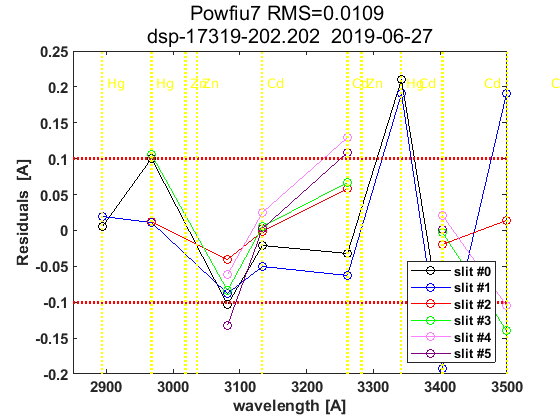 Powfiu7 RMS=0.0109
dsp-17319-202.202 2019-06-27
0.25
0.2
0.15
0.1
0.05
0
-0.05
-0.1
-0.15
-0.2
Residuals [A]
Hg Hg Zn Zn Cd Cd Zn Hg Cd Cd C
slit #0
slit #1
slit #2
slit #3
slit #4
slit #5
2900 3000 3100 3200 3300 3400 3500
wavelength [A]